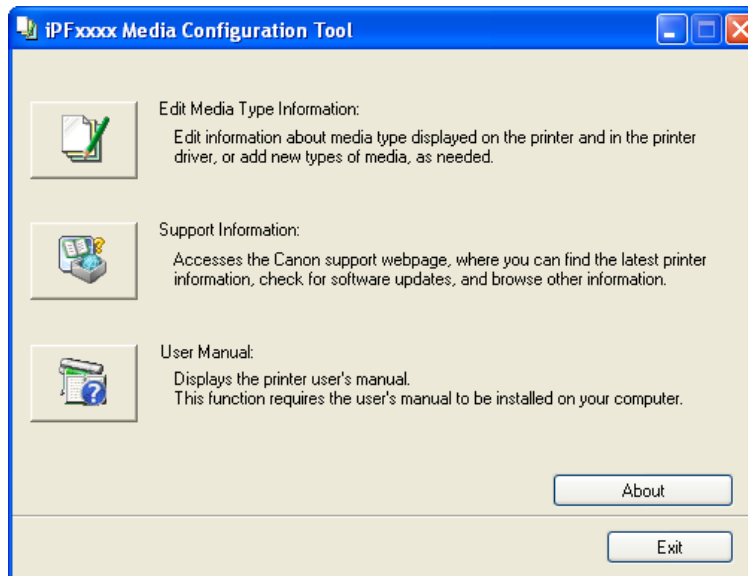 iPFxxxx Media Configuration Tool
Edit Media Type Information:
Edit information about media type displayed on the printer and in the printer
driver, or add new types of media, as needed.
Support Information:
Accesses the Canon support webpage, where you can find the latest printer
information, check for software updates, and browse other information.
User Manual:
Displays the printer user's manual.
This function requires the user's manual to be installed on your computer.
About
Exit